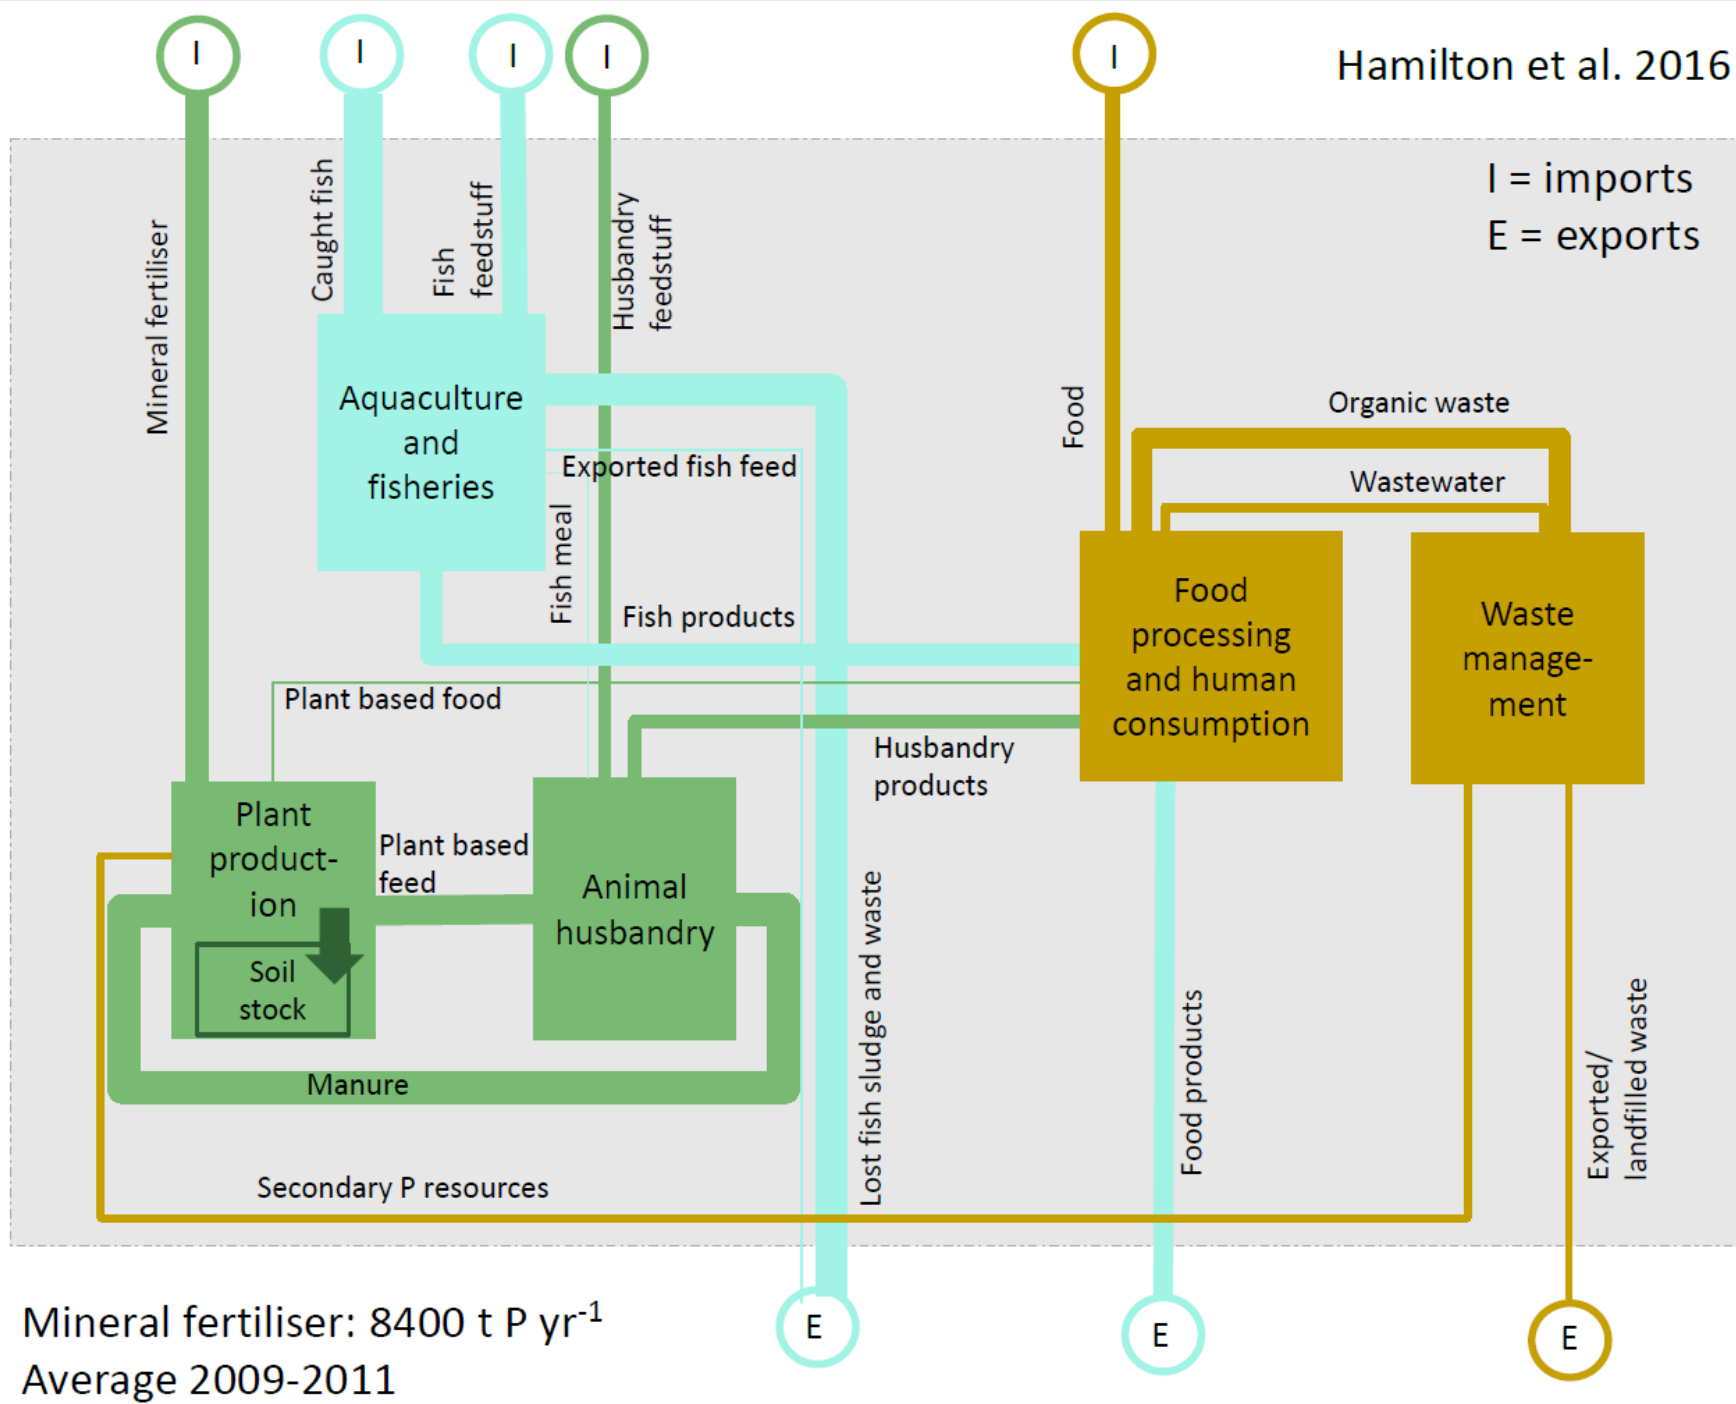 I
I
I
I
I
Hamilton et al. 2016
I = imports
E = exports
Mineral fertiliser
Caught fish
Fish
feedstuff
Husbandry
feedstuff
Food
Organic waste
Wastewater
Aquaculture
and
fisheries
Exported fish feed
Fish meal
Fish products
Food
processing
and human
consumption
Waste
manage-
ment
Plant based food
Husbandry
products
Plant
product-
ion
Plant based
feed
Animal
husbandry
Soil
stock
Manure
Lost fish sludge and waste
Food products
Exported/
landfilled waste
Secondary P resources
E
E
E
Mineral fertiliser: 8400 t P yr-1
Average 2009-2011